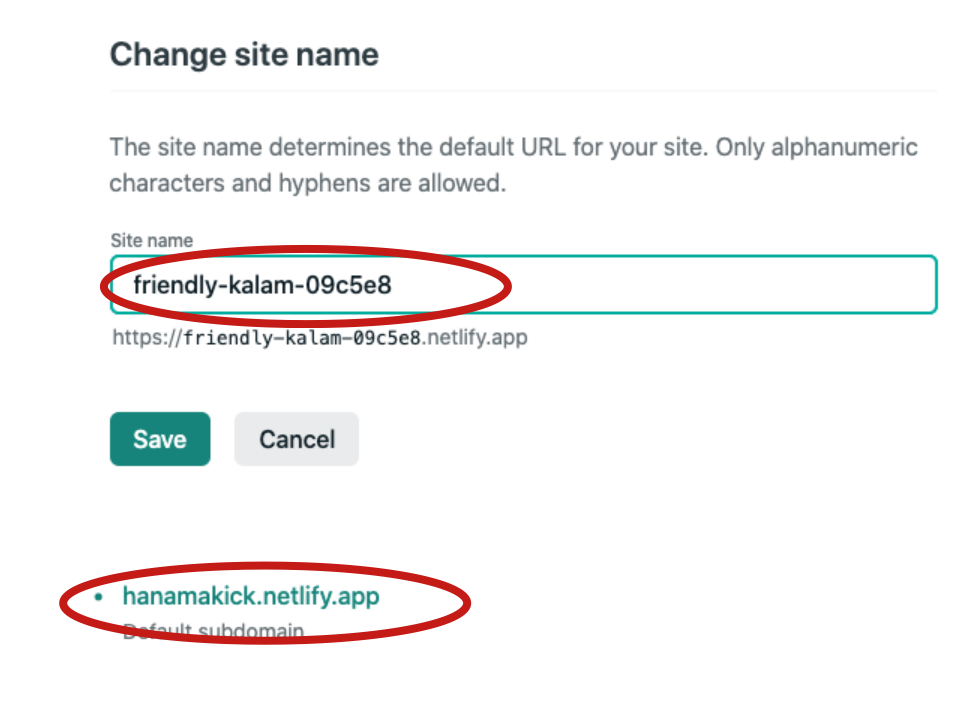 Change site name
The site name determines the default URL for your site. Only alphanumeric
characters and hyphens are allowed.
Site name
friendly-kalam-09c5e8
https://friendly-kalam-09c5e8.netlify.app
Save Cancel
• hanamakick.netlify.app
Default subdomain